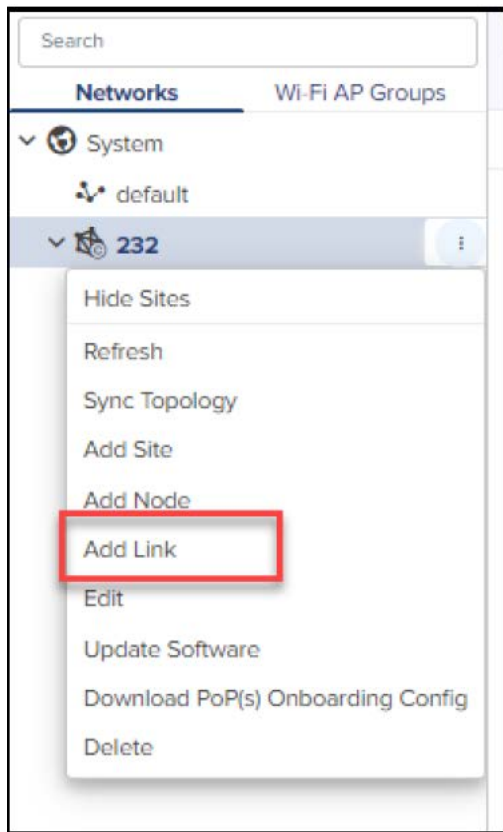 Search
Networks Wi-Fi AP Groups
System
default
232
Hide Sites
Refresh
Sync Topology
Add Site
Add Node
Add Link
Edit
Update Software
Download PoP(s) Onboarding Config
Delete